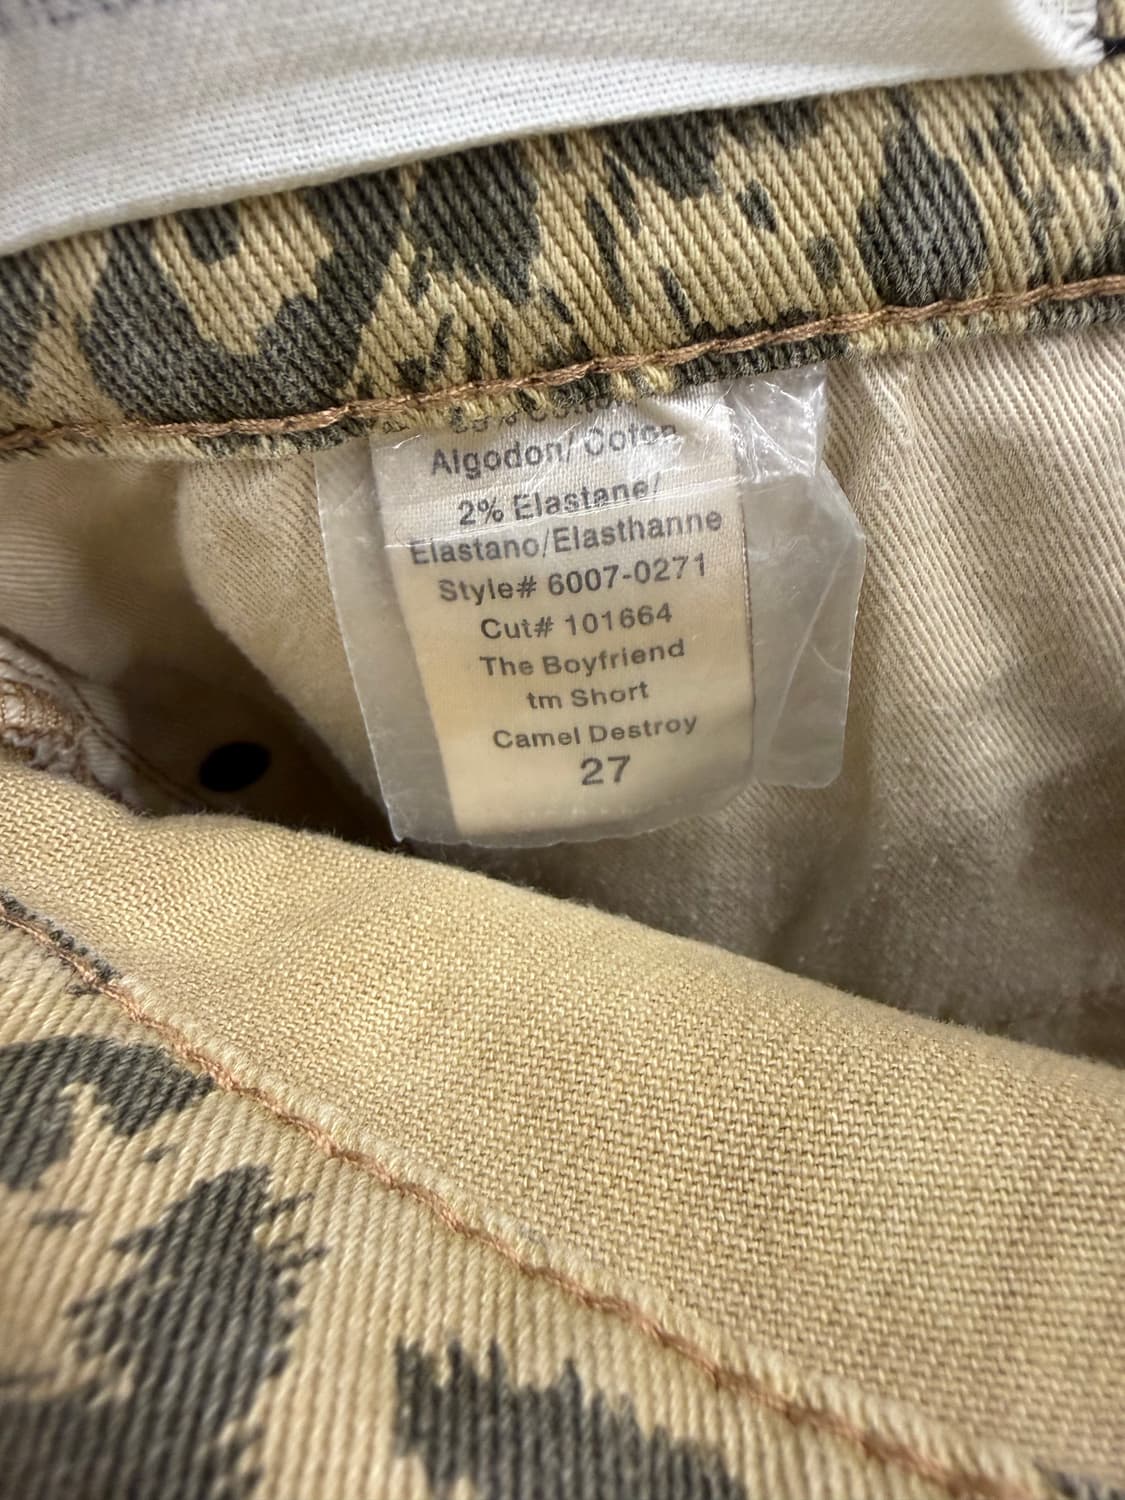 Algodon/ Coton
2% Elastane/
Elastano/Elasthanne
Style# 6007-0271
Cut# 101664
The Boyfriend
tm Short
Camel Destroy
27